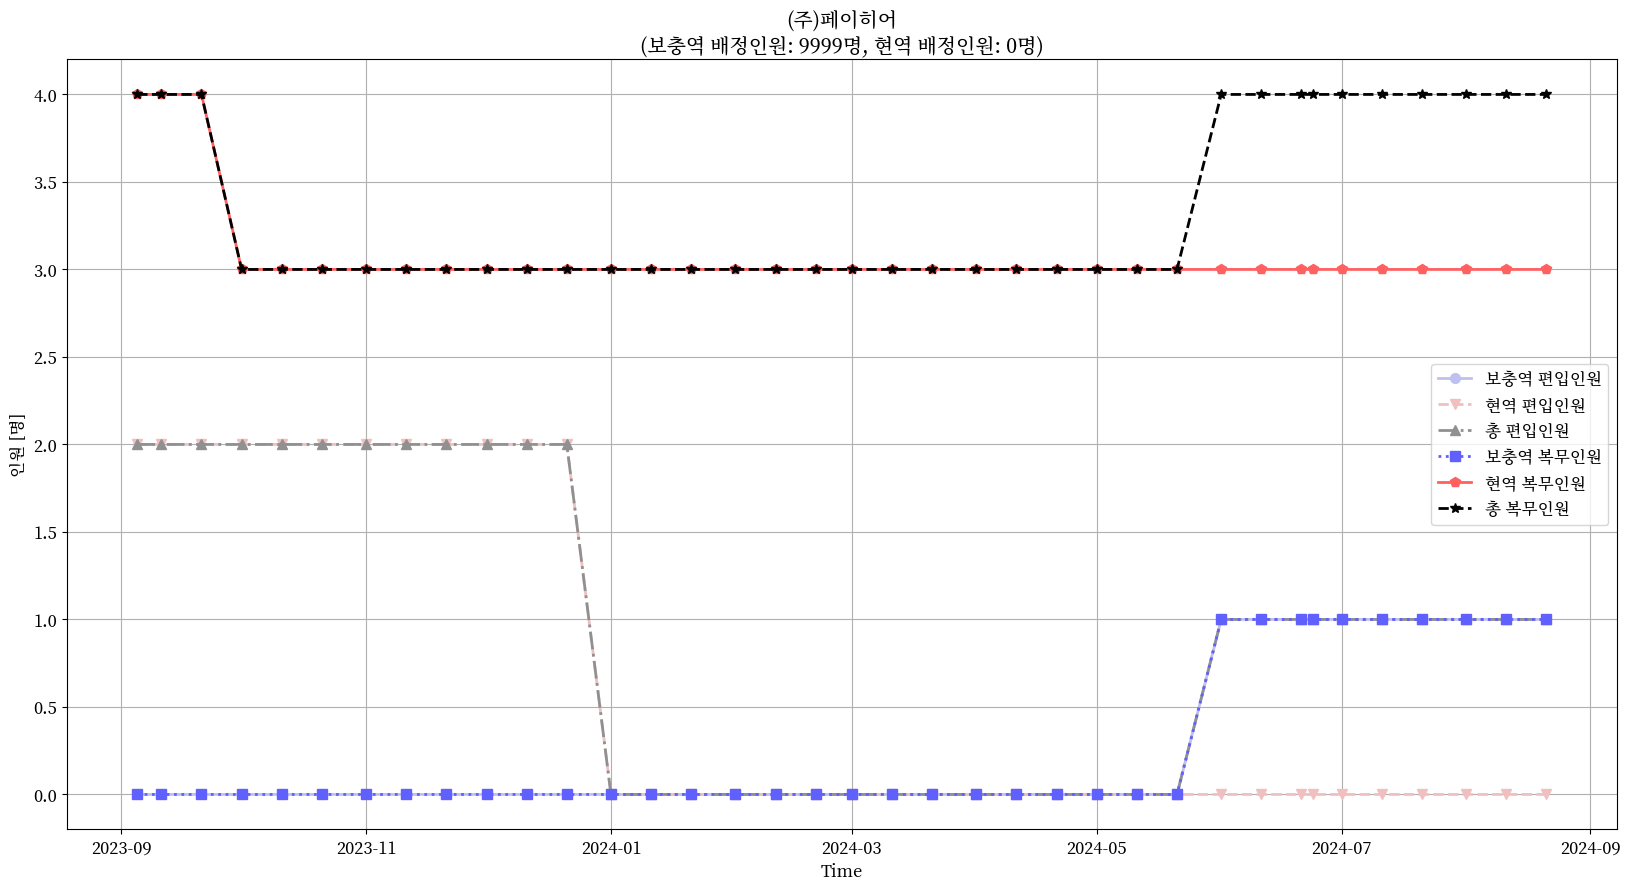 (주)페이히어
(보충역 배정인원: 9999명, 현역 배정인원: 0명)
4.0
3.5
3.0
2.5
2.0
1.5
1.0
0.5
0.0
인원 [명]
보충역 편입인원
현역 편입인원
총 편입인원
보충역 복무인원
현역 복무인원
총 복무인원
2023-09 2023-11 2024-01 2024-03 2024-05 2024-07 2024-09
Time